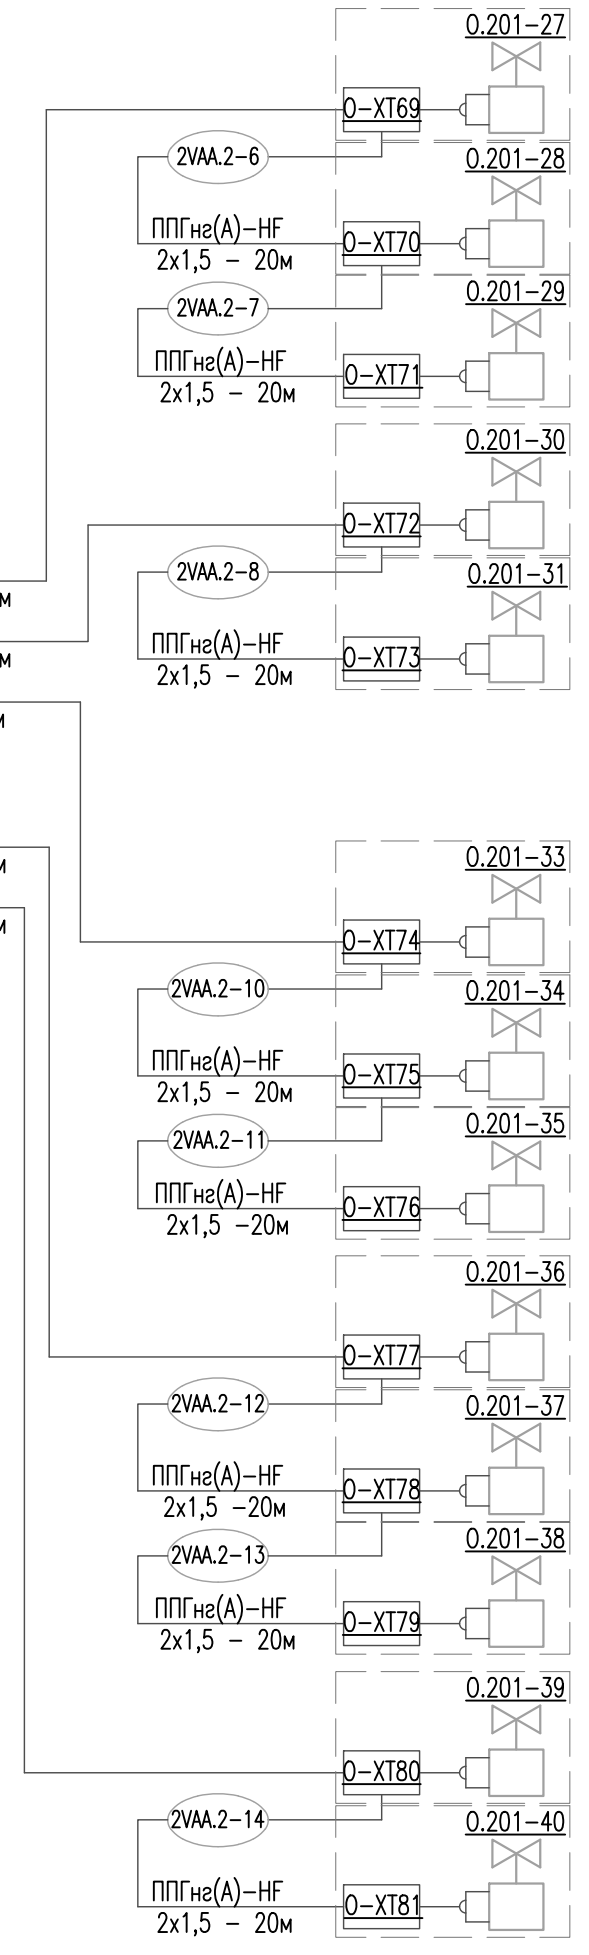 0.201-27
0-XT69
2VAA.2-6
0.201-28
ППГнг(А)-HF
0-XT70
2x1,5 - 20м
0.201-29
2VAA.2-7
ППГнг(А)-HF
0-XT71
2x1,5 - 20м
0.201-30
0-XT72
2VAA.2-8
0.201-31
м
ППГнг(А)-HF
0-XT73
м
2x1,5 - 20м
м
0.201-33
м
м
0-XT74
2VAA.2-10
0.201-34
ППГнг(А)-HF
0-XT75
2x1,5 - 20м
0.201-35
2VAA.2-11
ППГнг(А)-HF
0-XT76
2x1,5 -20м
0.201-36
0-XT77
2VAA.2-12
0.201-37
ППГнг(А)-HF
0-XT78
2x1,5 -20м
0.201-38
2VAA.2-13
ППГнг(А)-HF
0-XT79
2x1,5 - 20м
0.201-39
0-XT80
2VAA.2-14
0.201-40
ППГнг(А)-HF
0-XT81
2x1,5 - 20м